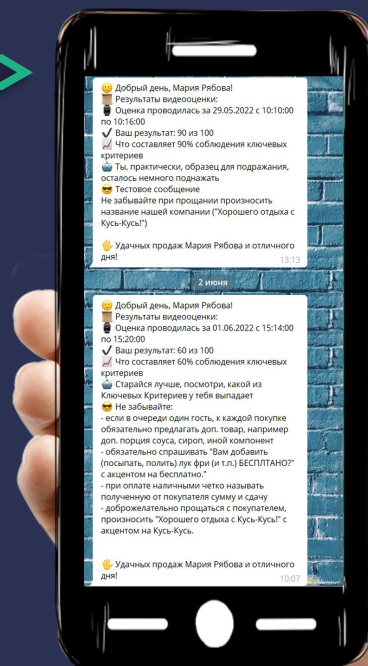 🙂 Добрый день, Мария Рябова!
Результаты видеооценки:
Оценка проводилась за 29.05.2022 с 10:10:00
по 10:16:00
✔ Ваш результат: 90 из 100
📈 Что составляет 90% соблюдения ключевых
критериев
Ты, практически, образец для подражания,
осталось немного поднажать
😎 Тестовое сообщение
Не забывайте при прощании произносить
название нашей компании ("Хорошего отдыха с
Кусь-Кусь!")
🖐 Удачных продаж Мария Рябова и отличного
дня!
13:13
2 июня
🙂 Добрый день, Мария Рябова!
Результаты видеооценки:
Оценка проводилась за 01.06.2022 с 15:14:00
по 15:20:00
✔ Ваш результат: 60 из 100
📈 Что составляет 60% соблюдения ключевых
критериев
Старайся лучше, посмотри, какой из
Ключевых Критериев у тебя выпадает
😎 Не забывайте:
- если в очереди один гость, к каждой покупке
обязательно предлагать доп. товар, например
доп. порция соуса, сироп, иной компонент
- обязательно спрашивать "Вам добавить
(посыпать, полить) лук фри (и т.п.) БЕСПЛТАНО?"
с акцентом на бесплатно."
- при оплате наличными четко называть
полученную от покупателя сумму и сдачу
- доброжелательно прощаться с покупателем,
произносить "Хорошего отдыха с Кусь-Кусь!" с
акцентом на Кусь-Кусь.
🖐 Удачных продаж Мария Рябова и отличного
дня!
10:07